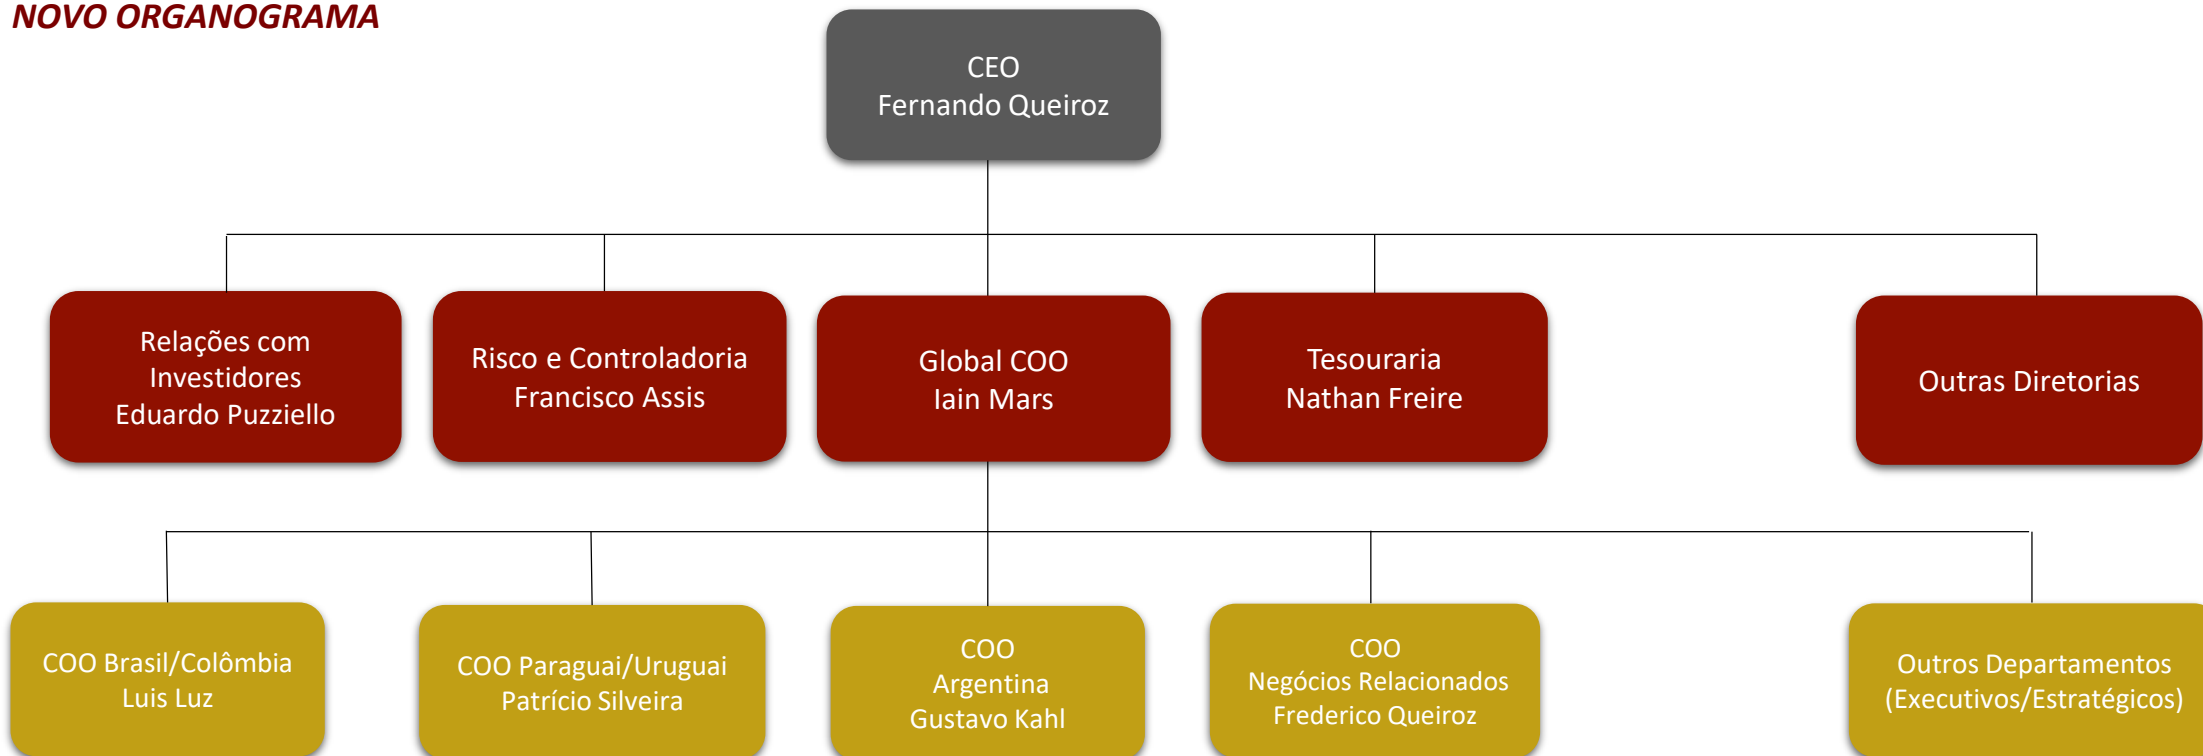 NOVO ORGANOGRAMA
CEO
Fernando Queiroz
Relações com
Investidores
Eduardo Puzziello
Risco e Controladoria
Francisco Assis
Global COO
Iain Mars
Tesouraria
Nathan Freire
Outras Diretorias
COO Brasil/Colômbia
Luis Luz
COO Paraguai/Uruguai
Patrício Silveira
COO
Argentina
Gustavo Kahl
COO
Negócios Relacionados
Frederico Queiroz
Outros Departamentos
(Executivos/Estratégicos)